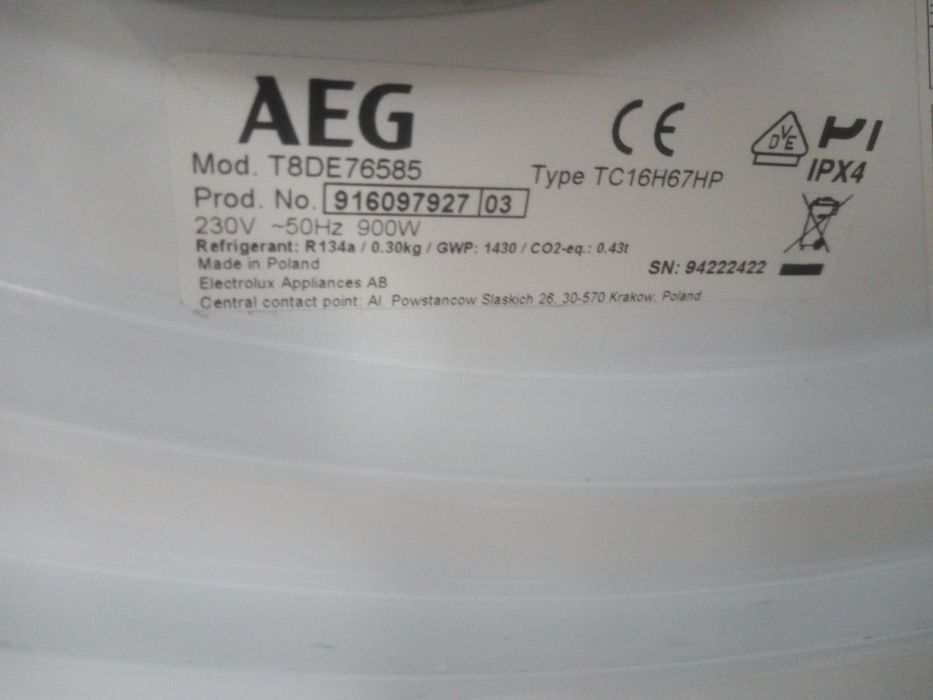 AEG
Mod. T8DE76585
Type TC16H67HP
Prod. No. 916097927 03
230V ~50Hz 900W
Refrigerant: R134a / 0.30kg / GWP: 1430 / CO2-eq.: 0.43t
Made in Poland
SN: 94222422
Electrolux Appliances AB
Central contact point: Al. Powstancow Slaskich 26, 30-570 Krakow, Poland
CE
VDE
IPX4